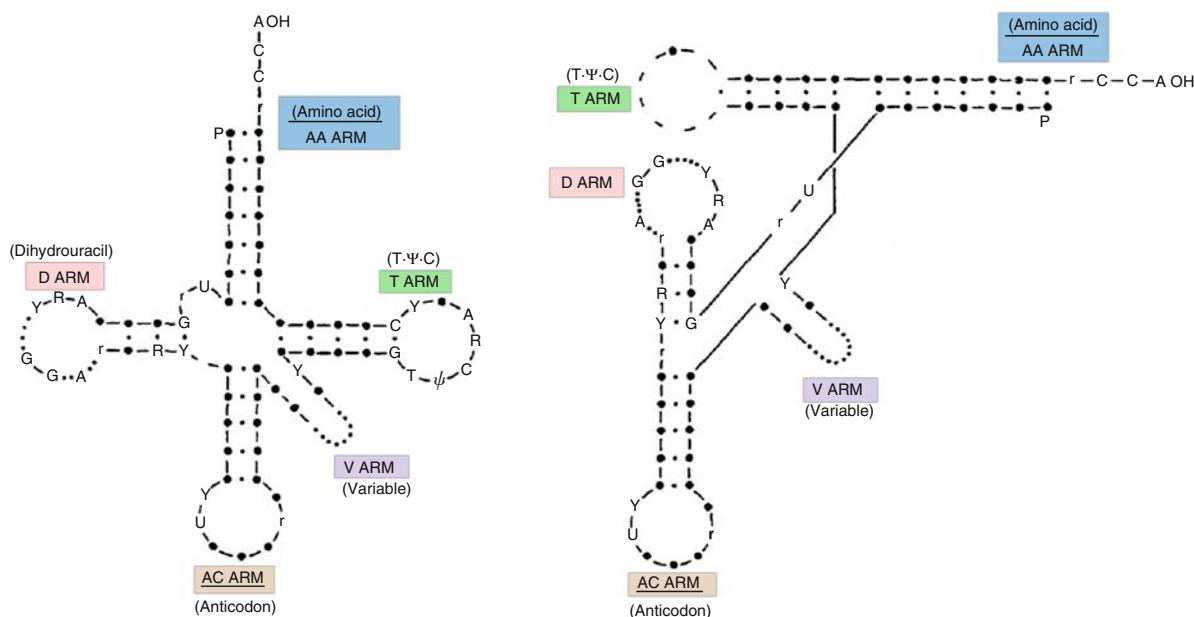 A OH
C
C
r
P
(Amino acid)
AA ARM
(Dihydrouracil)
D ARM
Y R A
G
G
A
r
R
Y
G
r
U
(T·Ψ·C)
T ARM
C
Y
A
R
C
ψ
T
G
Y
V ARM
(Variable)
Y
U
r
AC ARM
(Anticodon)
(Amino acid)
AA ARM
r C C A OH
P
(T·Ψ·C)
T ARM
D ARM
G
G
Y
R
A
A
r
R
Y
G
r
U
r
Y
V ARM
(Variable)
Y
U
r
AC ARM
(Anticodon)